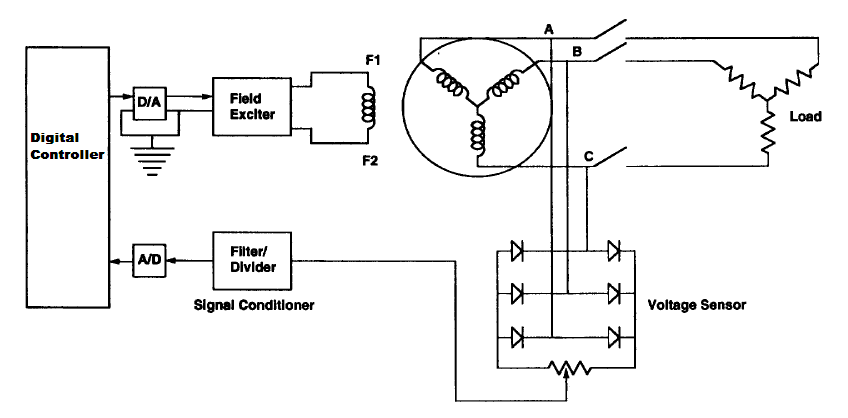 A
B
F1
D/A
Field
Exciter
Load
Digital
Controller
C
F2
A/D
Filter/
Divider
Signal Conditioner
Voltage Sensor